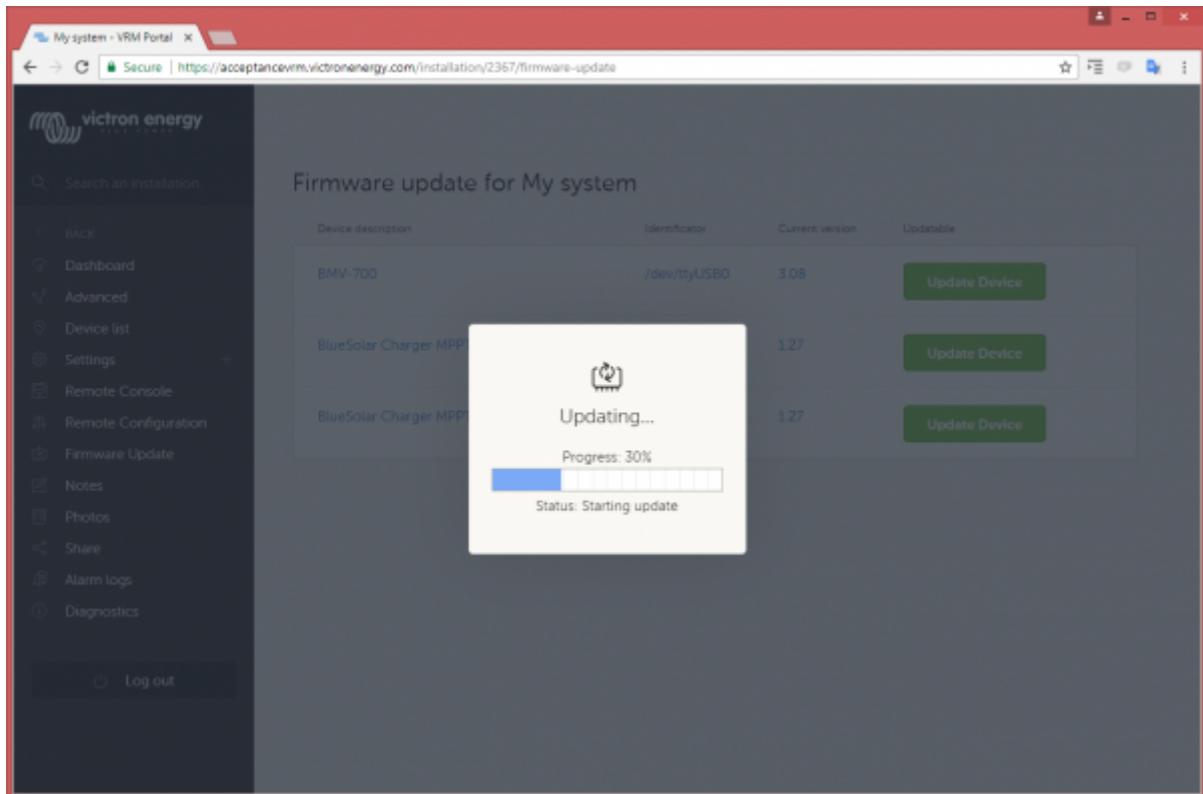 My system - VRM Portal
Secure | https://acceptancevrm.victronenergy.com/installation/2367/firmware-update
victron energy
BLUE POWER
Search an installation
Firmware update for My system
Device description Identificator Current version Updatable
BACK
Dashboard
Advanced
Device list
Settings
Remote Console
Remote Configuration
Firmware Update
Notes
Photos
Share
Alarm logs
Diagnostics
Log out
BMV-700 /dev/ttyUSB0 3.08 Update Device
BlueSolar Charger MPPT 1.27 Update Device
BlueSolar Charger MPPT 1.27 Update Device
Updating...
Progress: 30%
Status: Starting update